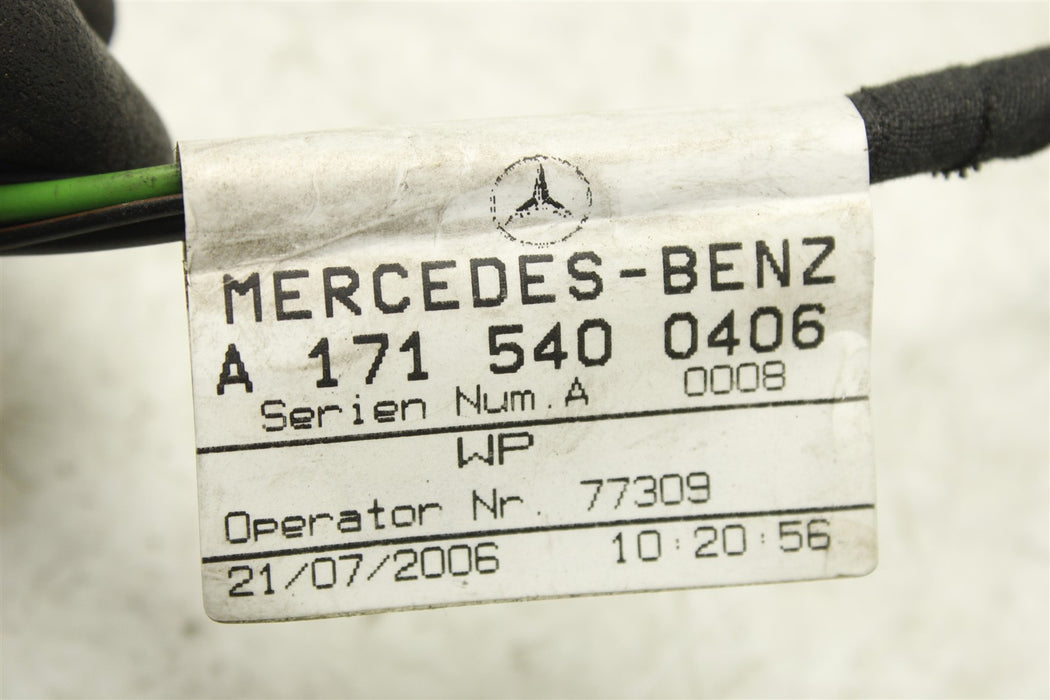 MERCEDES-BENZ
A 171 540 0406
Serien Num.A 0008
WP
Operator Nr. 77309
21/07/2006 10:20:56